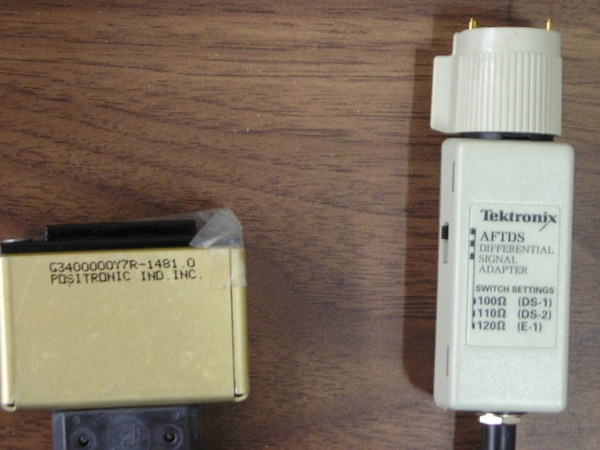 G3400000Y7R-1481.0
POSITRONIC IND.INC.
Tektronix
AFTDS
DIFFERENTIAL
SIGNAL
ADAPTER
SWITCH SETTINGS
100Ω (DS-1)
110Ω (DS-2)
120Ω (E-1)